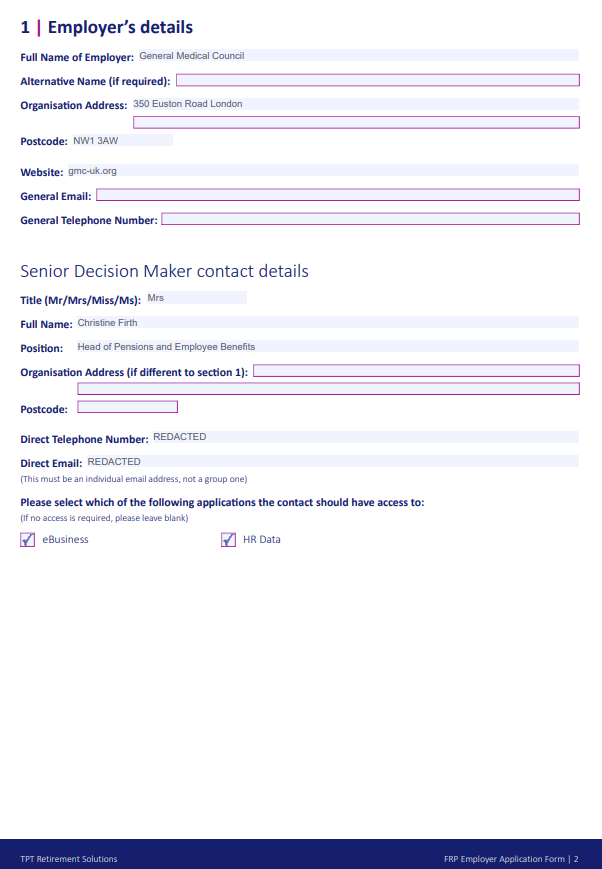 1 | Employer's details
Full Name of Employer: General Medical Council
Alternative Name (if required):
Organisation Address: 350 Euston Road London
Postcode: NW1 3AW
Website: gmc-uk.org
General Email:
General Telephone Number:
Senior Decision Maker contact details
Title (Mr/Mrs/Miss/Ms): Mrs
Full Name: Christine Firth
Position: Head of Pensions and Employee Benefits
Organisation Address (if different to section 1):
Postcode:
Direct Telephone Number: REDACTED
Direct Email: REDACTED
(This must be an individual email address, not a group one)
Please select which of the following applications the contact should have access to:
(If no access is required, please leave blank)
eBusiness HR Data
TPT Retirement Solutions FRP Employer Application Form | 2